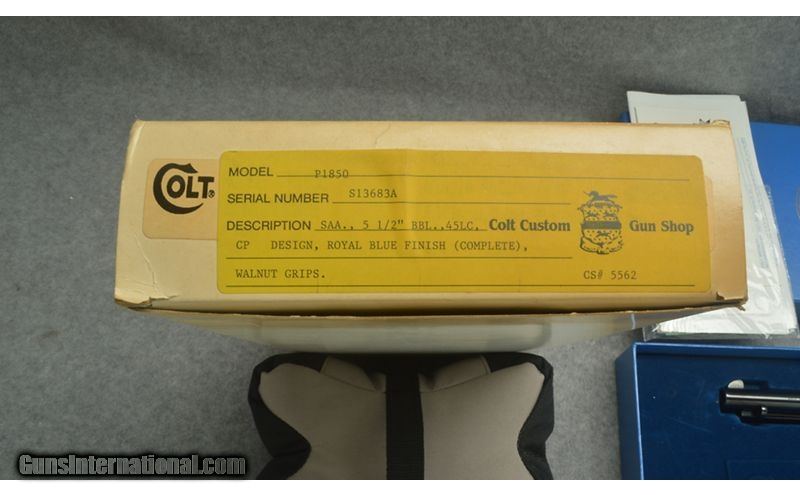 COLT®
MODEL P1850
SERIAL NUMBER S13683A
DESCRIPTION SAA., 5 1/2" BBL.,45LC, Colt Custom Gun Shop
CP DESIGN, ROYAL BLUE FINISH (COMPLETE),
WALNUT GRIPS. CS# 5562
GunsInternational.com